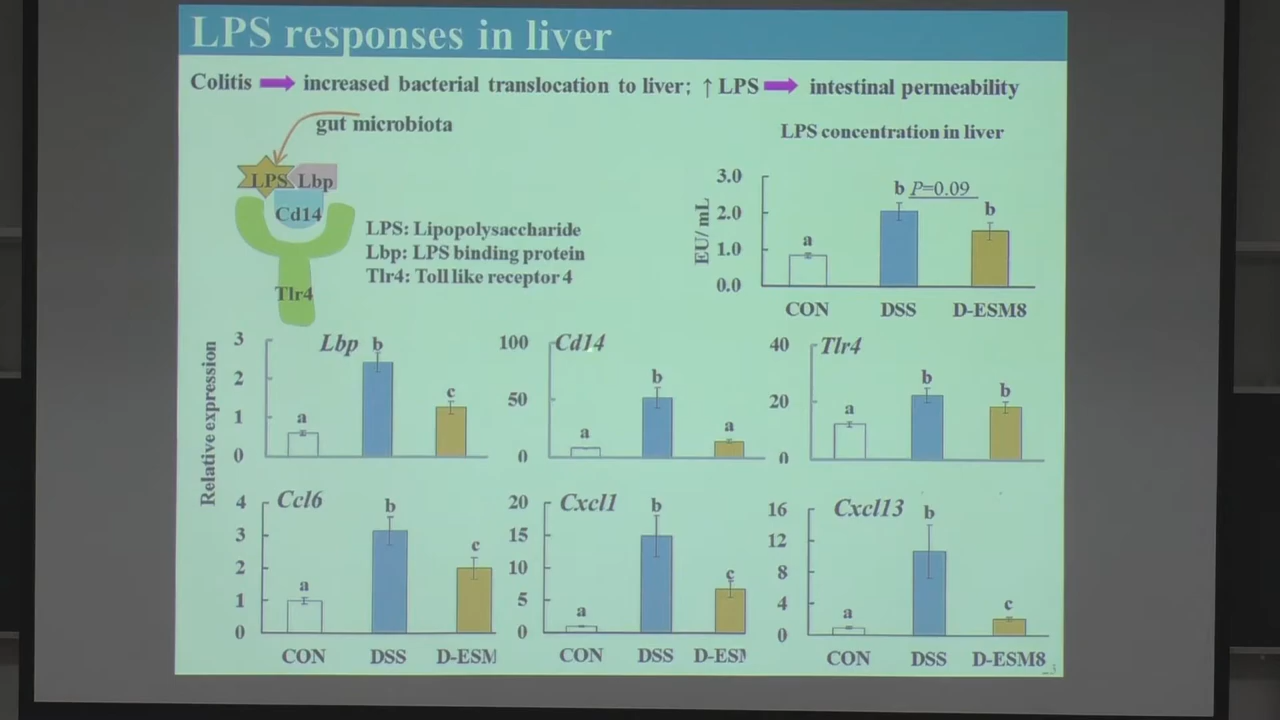 LPS responses in liver
Colitis increased bacterial translocation to liver; ↑ LPS intestinal permeability
gut microbiota
LPS Lbp
Cd14
Tlr4
LPS: Lipopolysaccharide
Lbp: LPS binding protein
Tlr4: Toll like receptor 4
LPS concentration in liver
EU/ mL
3.0
2.0
1.0
0.0
a
b P=0.09
b
CON DSS D-ESM8
Relative expression
Lbp
3
2
1
0
a
b
c
Cd14
100
50
0
a
b
a
Tlr4
40
20
0
a
b
b
Ccl6
4
3
2
1
0
a
b
c
CON DSS D-ESM
Cxcl1
20
15
10
5
0
a
b
c
CON DSS D-ESM
Cxcl13
16
12
8
4
0
a
b
c
CON DSS D-ESM8